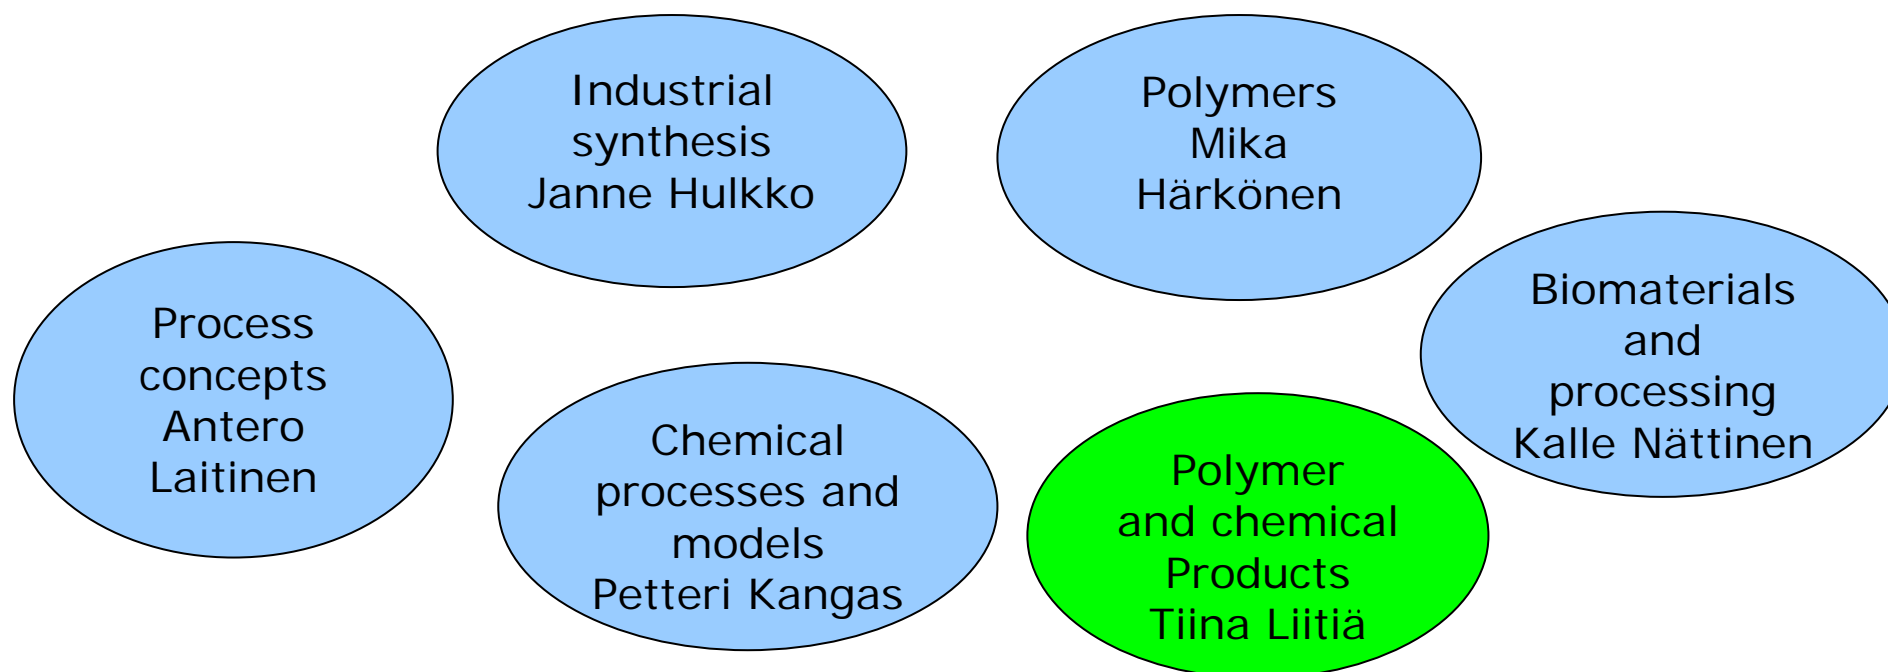 Industrial
synthesis
Janne Hulkko
Polymers
Mika
Härkönen
Process
concepts
Antero
Laitinen
Biomaterials
and
processing
Kalle Nättinen
Chemical
processes and
models
Petteri Kangas
Polymer
and chemical
Products
Tiina Liitiä